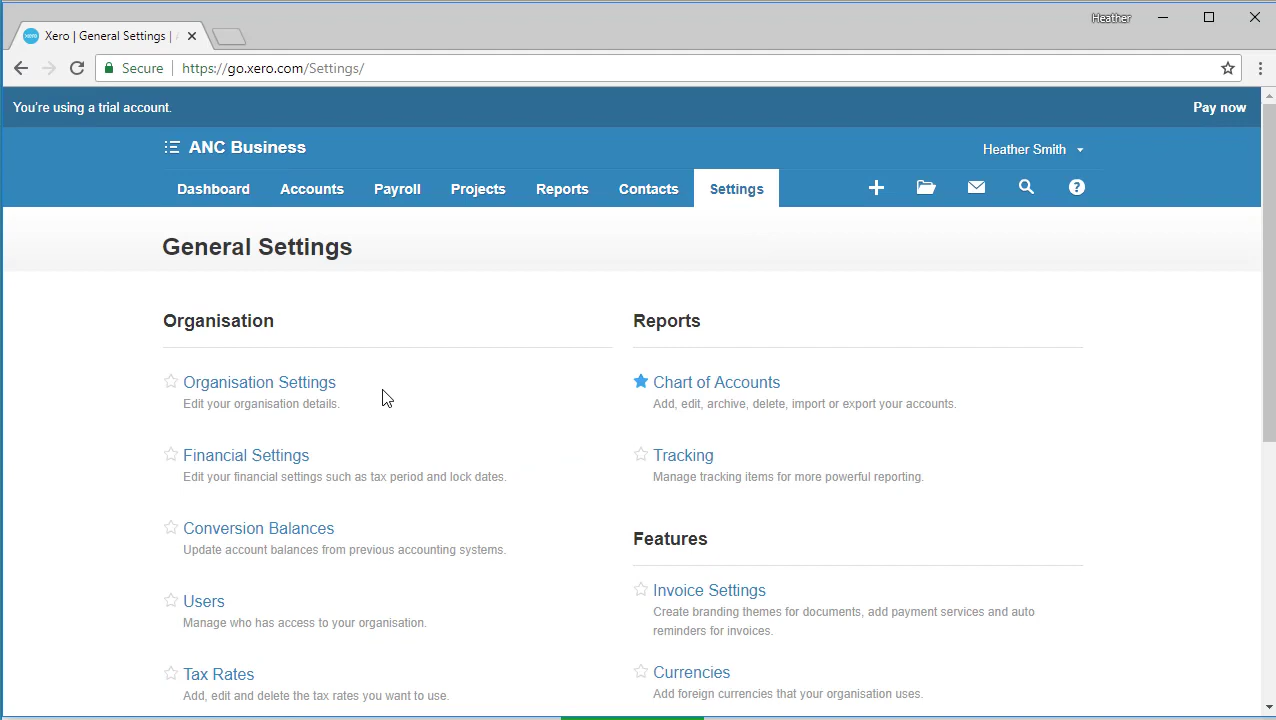 Heather
Xero | General Settings |
Secure
https://go.xero.com/Settings/
You're using a trial account.
Pay now
ANC Business
Heather Smith
Dashboard Accounts Payroll Projects Reports Contacts Settings
General Settings
Organisation
Organisation Settings
Edit your organisation details.
Financial Settings
Edit your financial settings such as tax period and lock dates.
Conversion Balances
Update account balances from previous accounting systems.
Users
Manage who has access to your organisation.
Tax Rates
Add, edit and delete the tax rates you want to use.
Reports
Chart of Accounts
Add, edit, archive, delete, import or export your accounts.
Tracking
Manage tracking items for more powerful reporting.
Features
Invoice Settings
Create branding themes for documents, add payment services and auto
reminders for invoices.
Currencies
Add foreign currencies that your organisation uses.